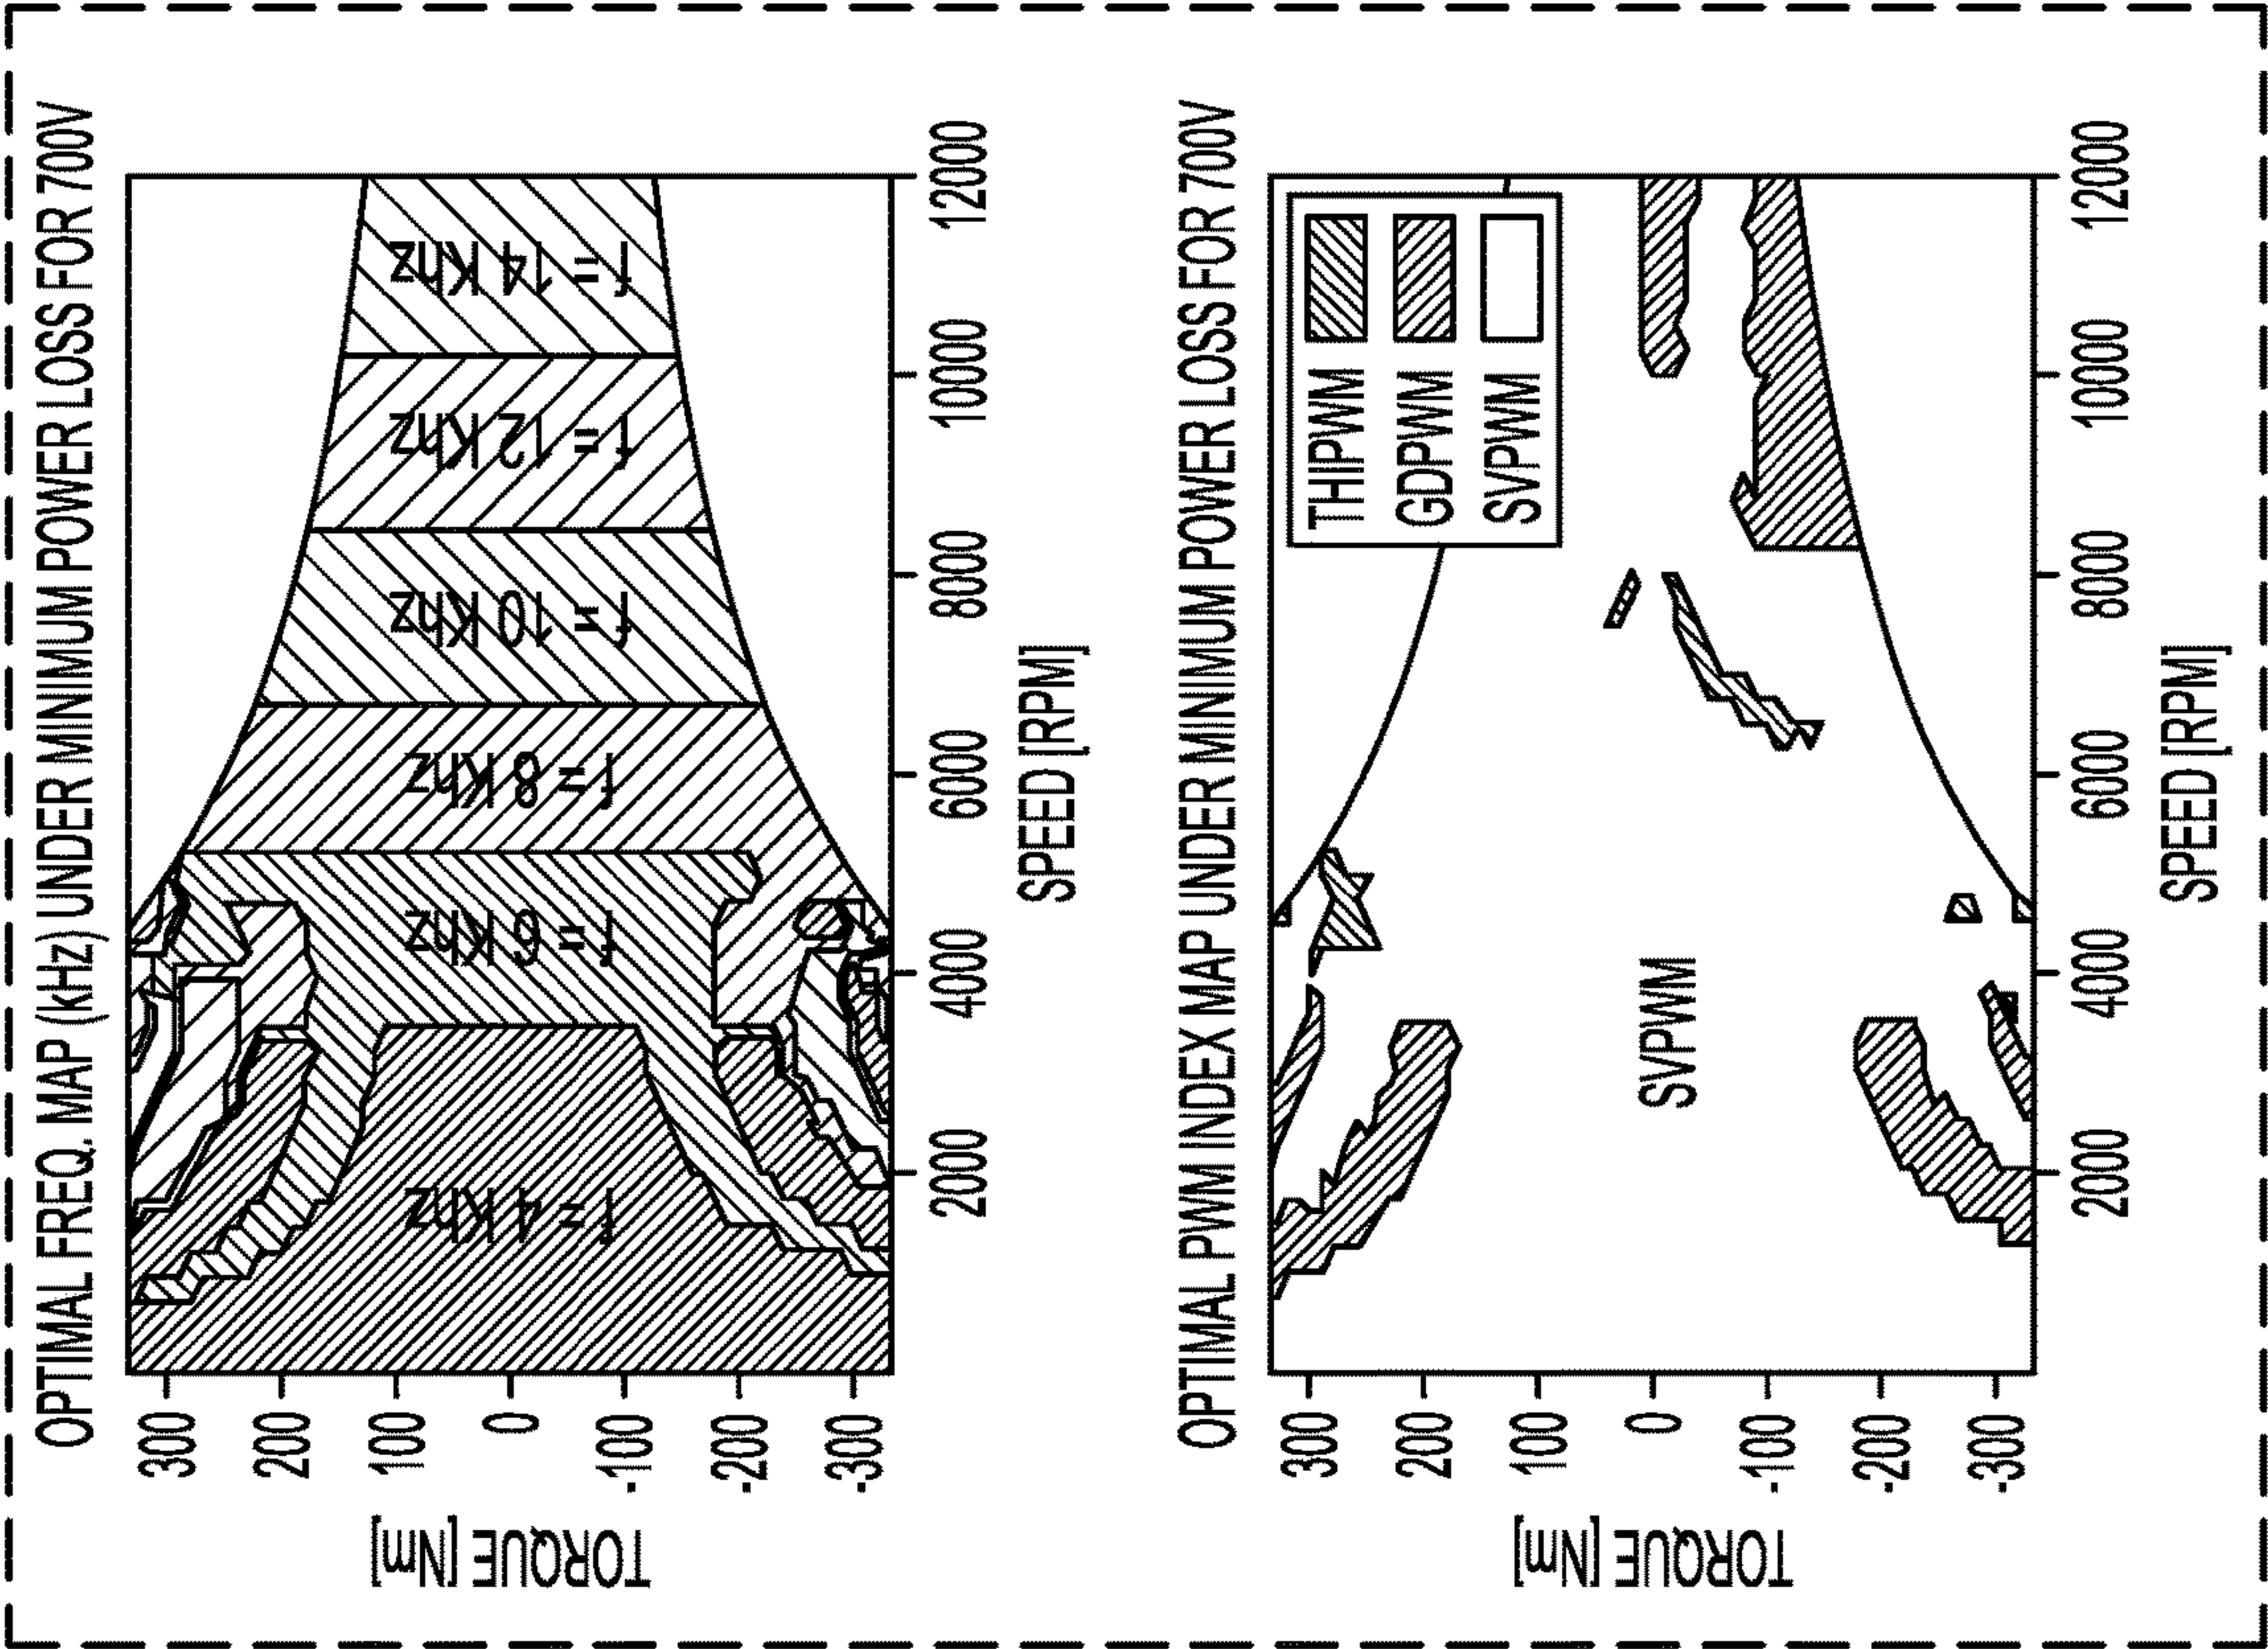 OPTIMAL FREQ. MAP (kHz) UNDER MINIMUM POWER LOSS FOR 700V
TORQUE [Nm]
300
200
100
0
-100
-200
-300
f = 4 Khz
f = 6 Khz
f = 8 Khz
f = 10 Khz
f = 12 Khz
f = 14 Khz
2000 4000 6000 8000 10000 12000
SPEED [RPM]
OPTIMAL PWM INDEX MAP UNDER MINIMUM POWER LOSS FOR 700V
TORQUE [Nm]
300
200
100
0
-100
-200
-300
THIPWM
GDPWM
SVPWM
SVPWM
2000 4000 6000 8000 10000 12000
SPEED [RPM]